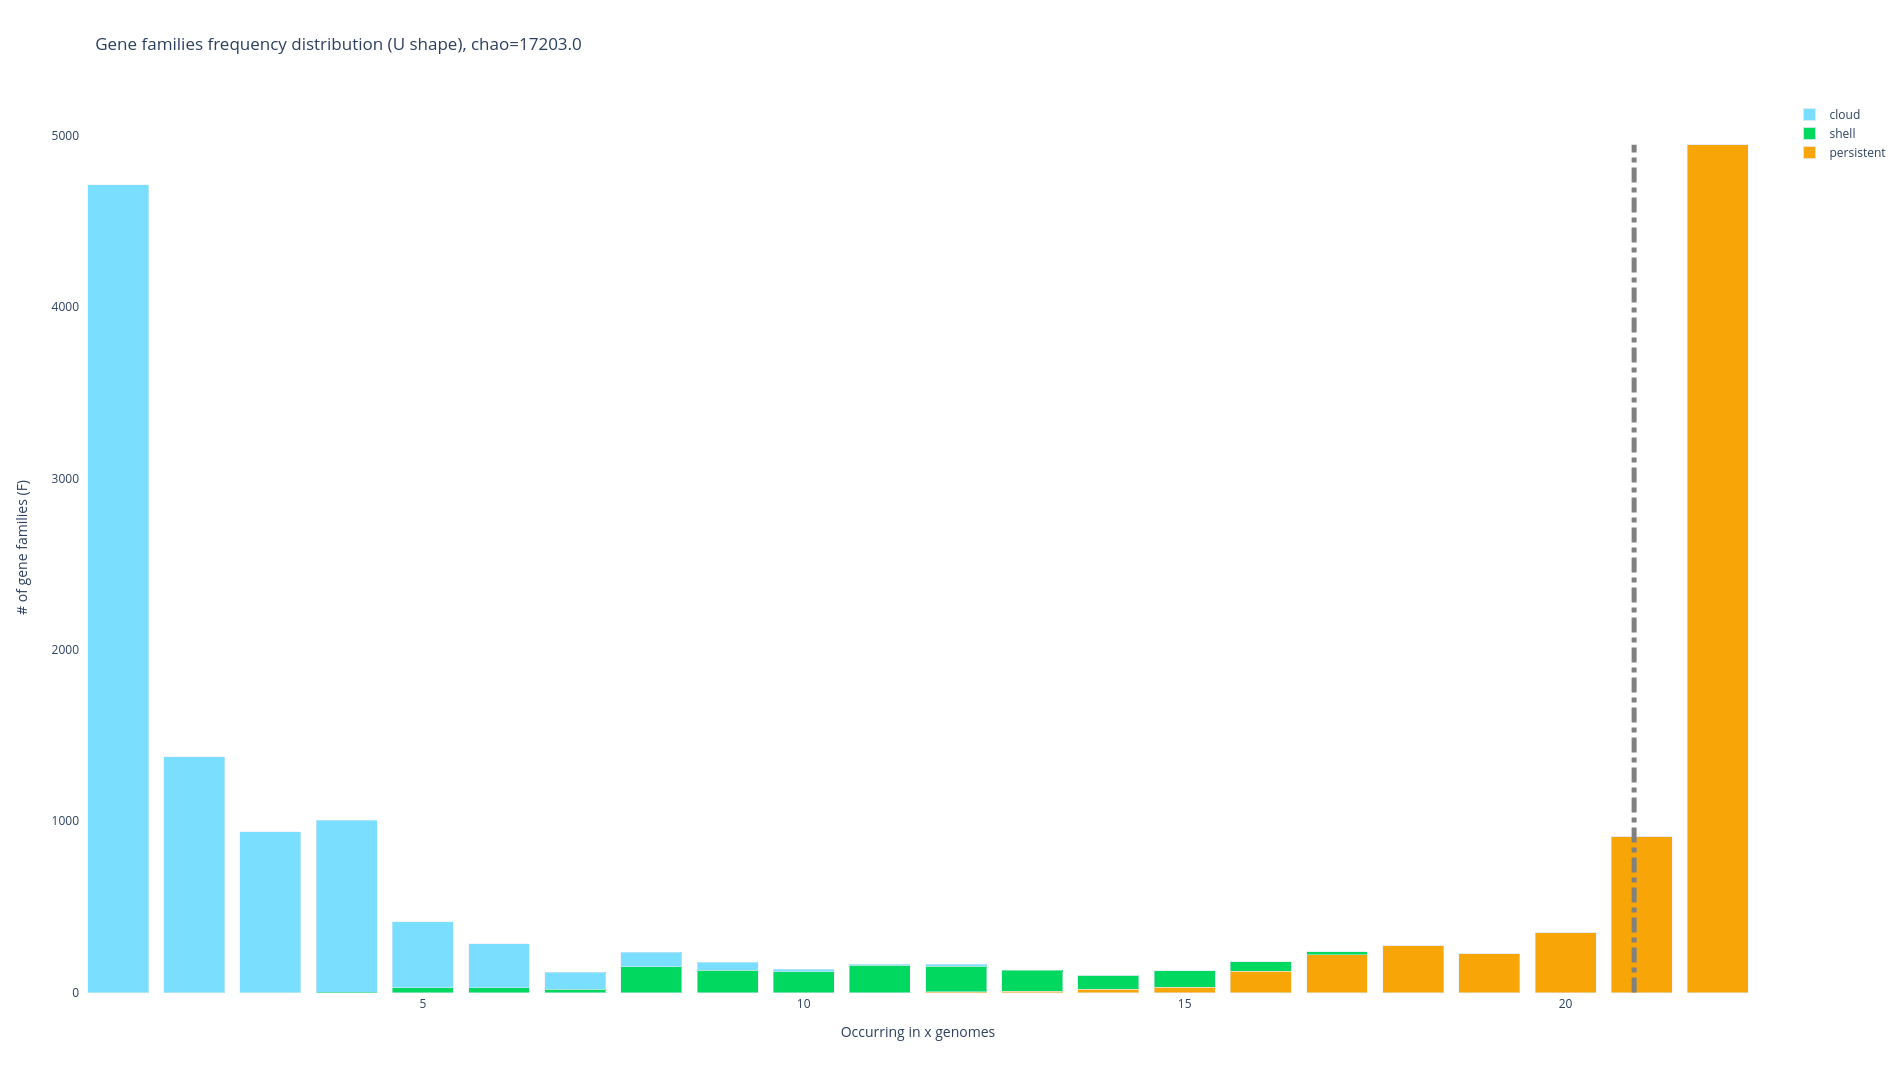 Gene families frequency distribution (U shape), chao=17203.0
cloud
shell
persistent
# of gene families (F)
5000
4000
3000
2000
1000
0
5
10
15
20
Occurring in x genomes